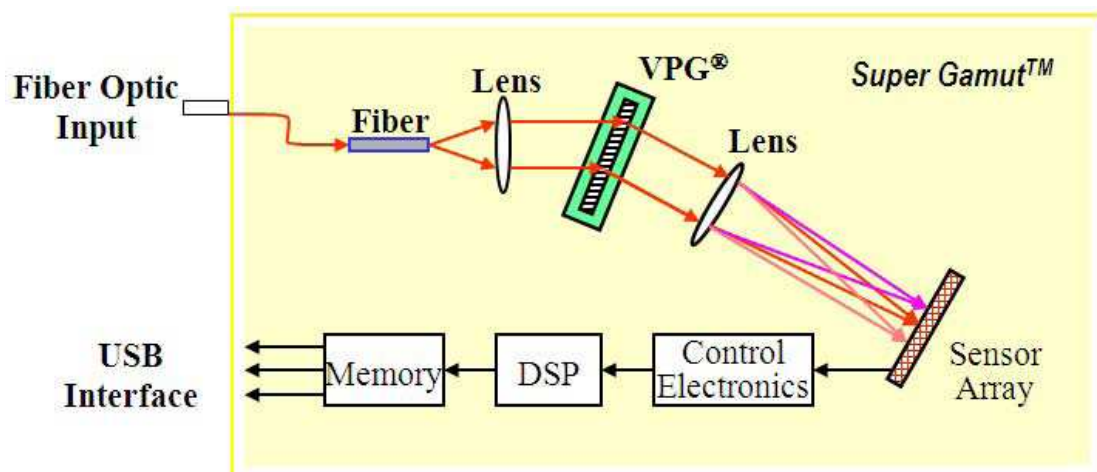 Fiber Optic
Input
Fiber
Lens
VPG®
Super Gamut™
Lens
USB
Interface
Memory
DSP
Control
Electronics
Sensor
Array